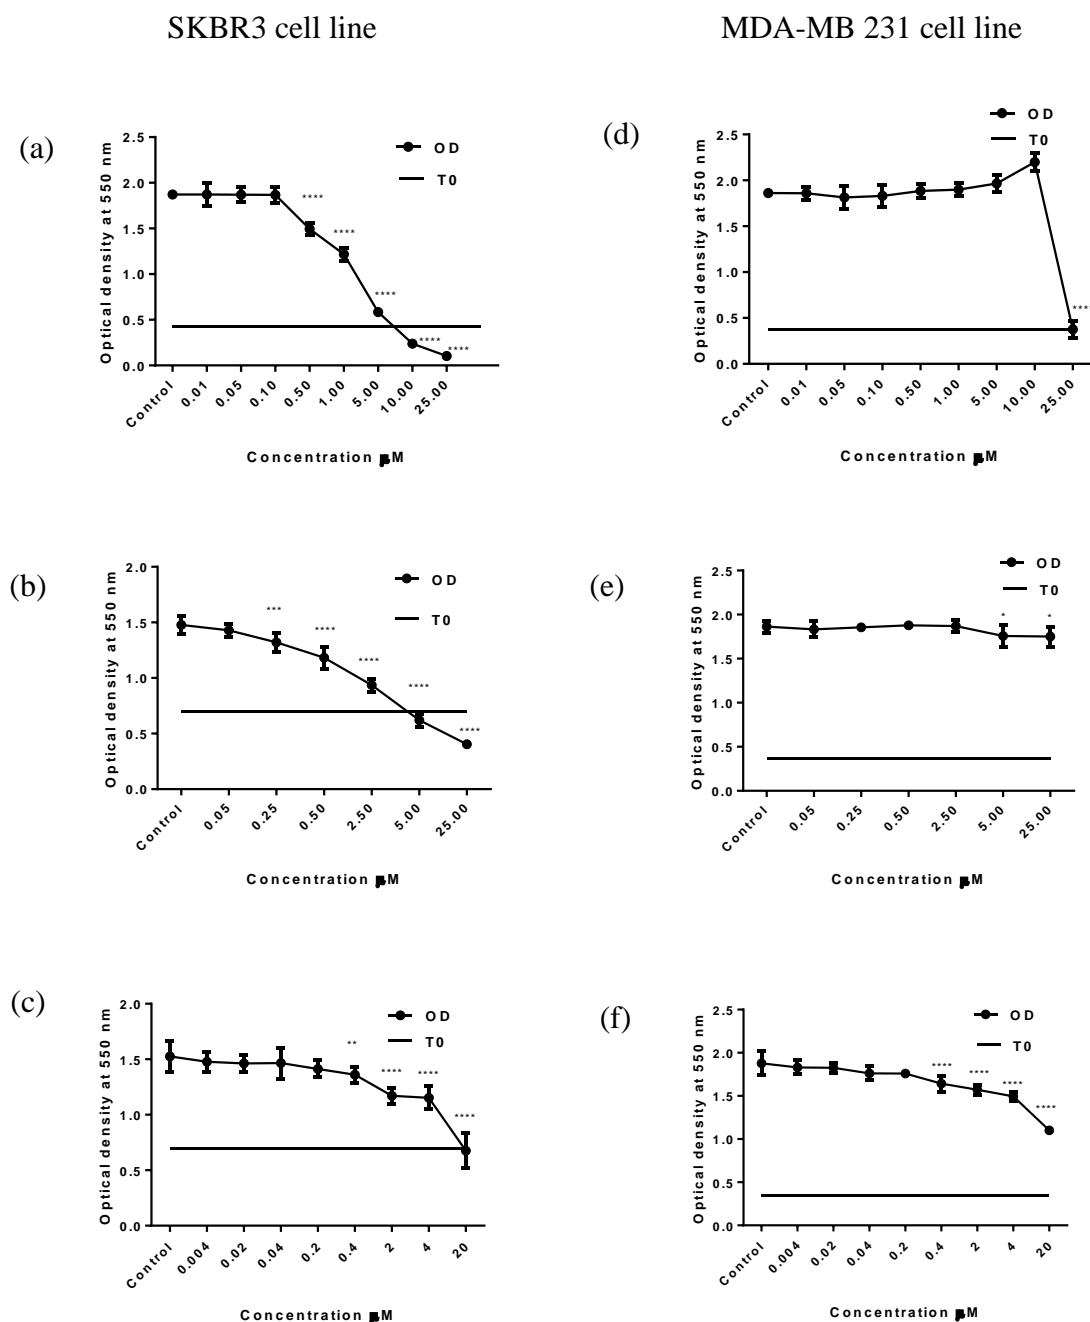 SKBR3 cell line
MDA-MB 231 cell line
(a)
OD
T0
Optical density at 550 nm
2.5
2.0
1.5
1.0
0.5
0.0
****
****
****
****
****
Control
0.01
0.05
0.10
0.50
1.00
5.00
10.00
25.00
Concentration μM
(d)
OD
T0
Optical density at 550 nm
2.5
2.0
1.5
1.0
0.5
0.0
****
Control
0.01
0.05
0.10
0.50
1.00
5.00
10.00
25.00
Concentration μM
(b)
OD
T0
Optical density at 550 nm
2.0
1.5
1.0
0.5
0.0
***
****
****
****
****
Control
0.05
0.25
0.50
2.50
5.00
25.00
Concentration μM
(e)
OD
T0
Optical density at 550 nm
2.5
2.0
1.5
1.0
0.5
0.0
*
*
Control
0.05
0.25
0.50
2.50
5.00
25.00
Concentration μM
(c)
OD
T0
Optical density at 550 nm
2.0
1.5
1.0
0.5
0.0
**
****
****
****
Control
0.004
0.02
0.04
0.2
0.4
2
4
20
Concentration μM
(f)
OD
T0
Optical density at 550 nm
2.5
2.0
1.5
1.0
0.5
0.0
****
****
****
****
Control
0.004
0.02
0.04
0.2
0.4
2
4
20
Concentration μM